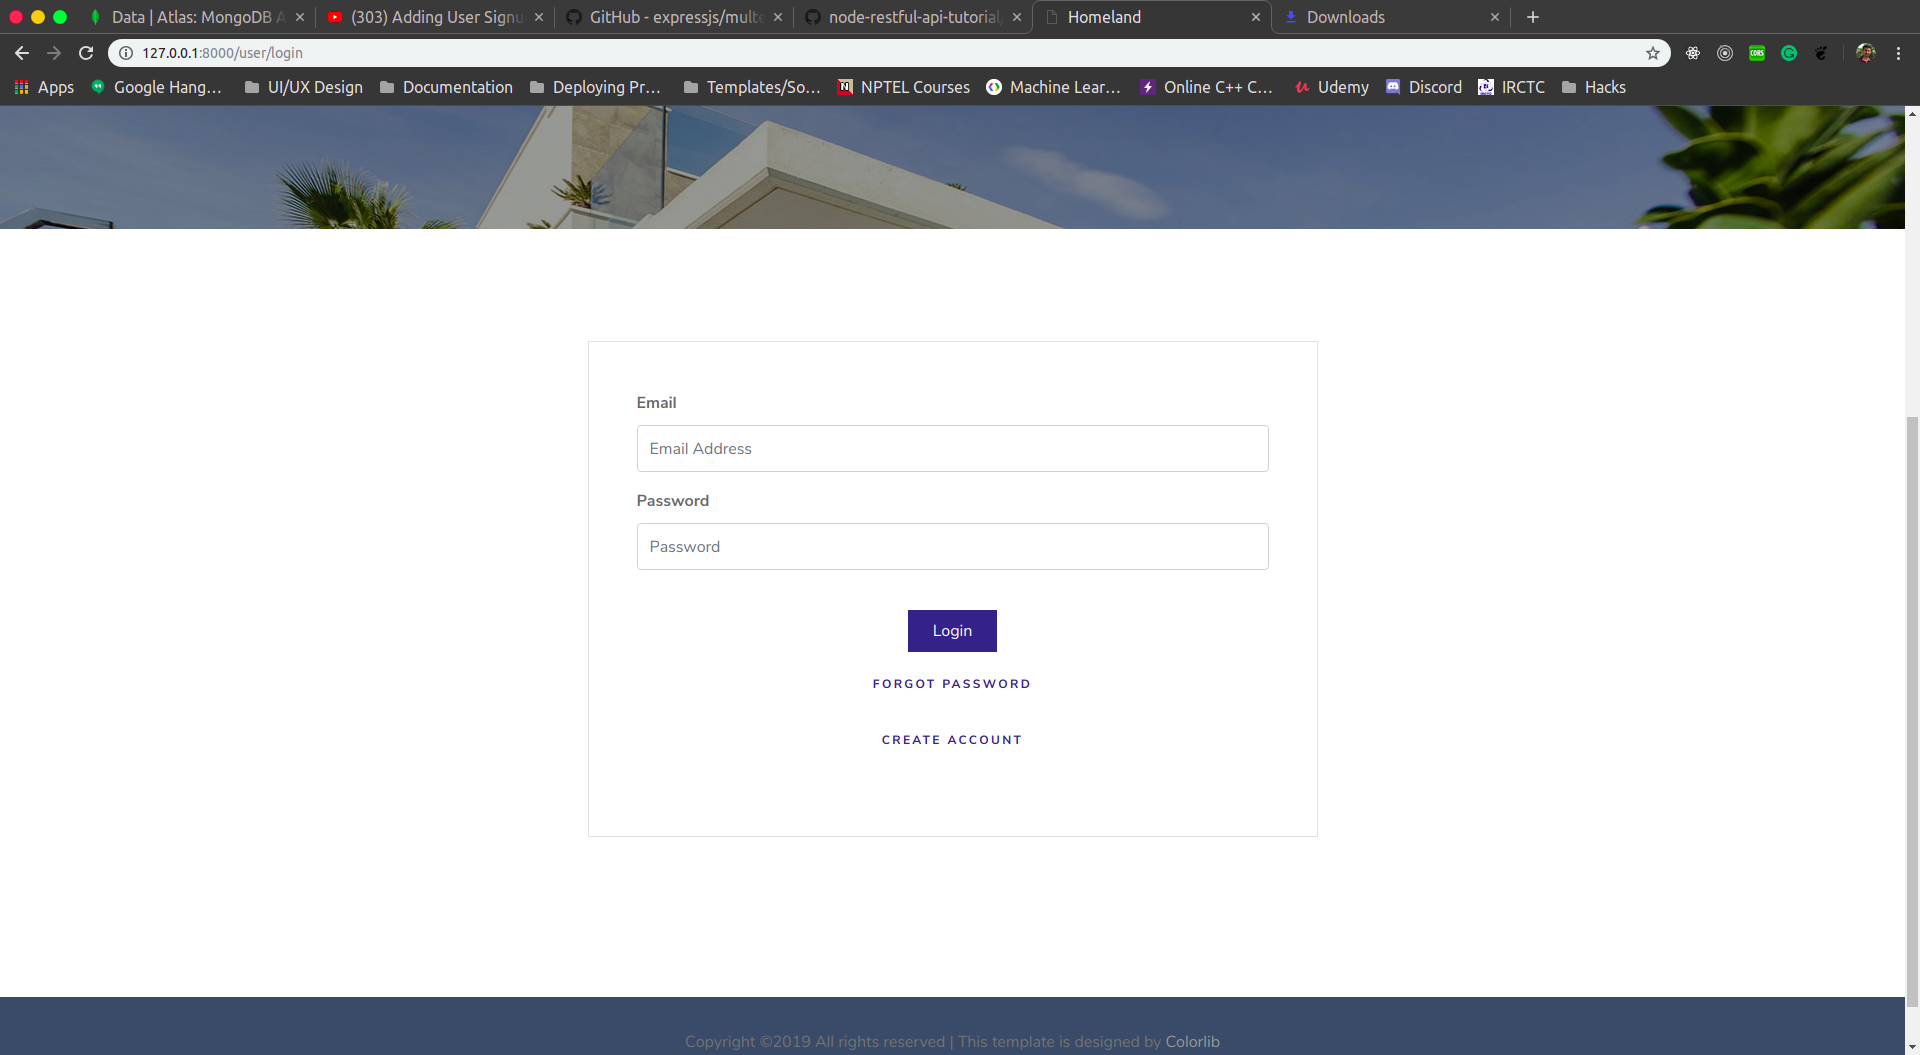 Data | Atlas: MongoDB A
(303) Adding User Signu
GitHub - expressjs/multe
node-restful-api-tutorial
Homeland
Downloads
127.0.0.1:8000/user/login
CORS
Apps
Google Hang...
UI/UX Design
Documentation
Deploying Pr...
Templates/So...
NPTEL Courses
Machine Lear...
Online C++ C...
Udemy
Discord
IRCTC
Hacks
Email
Email Address
Password
Password
Login
FORGOT PASSWORD
CREATE ACCOUNT
Copyright ©2019 All rights reserved | This template is designed by Colorlib